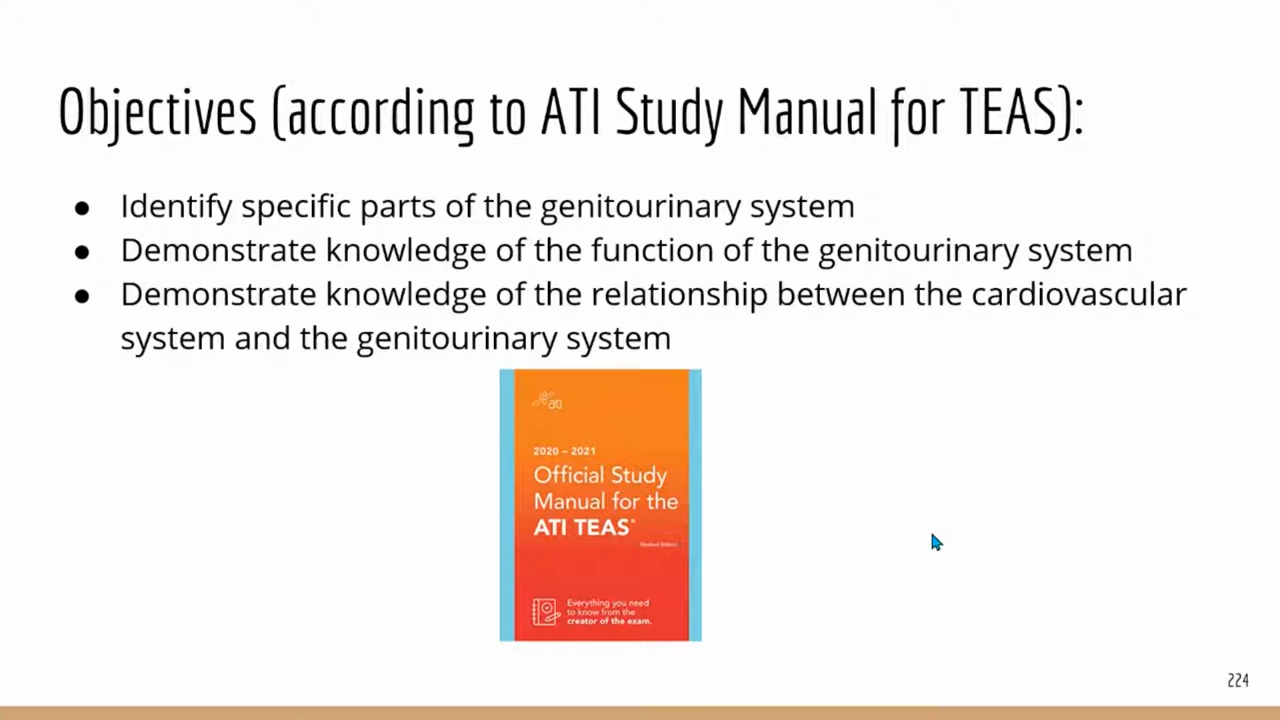 Objectives (according to ATI Study Manual for TEAS):
● Identify specific parts of the genitourinary system
● Demonstrate knowledge of the function of the genitourinary system
● Demonstrate knowledge of the relationship between the cardiovascular
system and the genitourinary system
ati
2020 – 2021
Official Study
Manual for the
ATI TEAS®
Revised Edition
Everything you need
to know from the
creator of the exam.
224